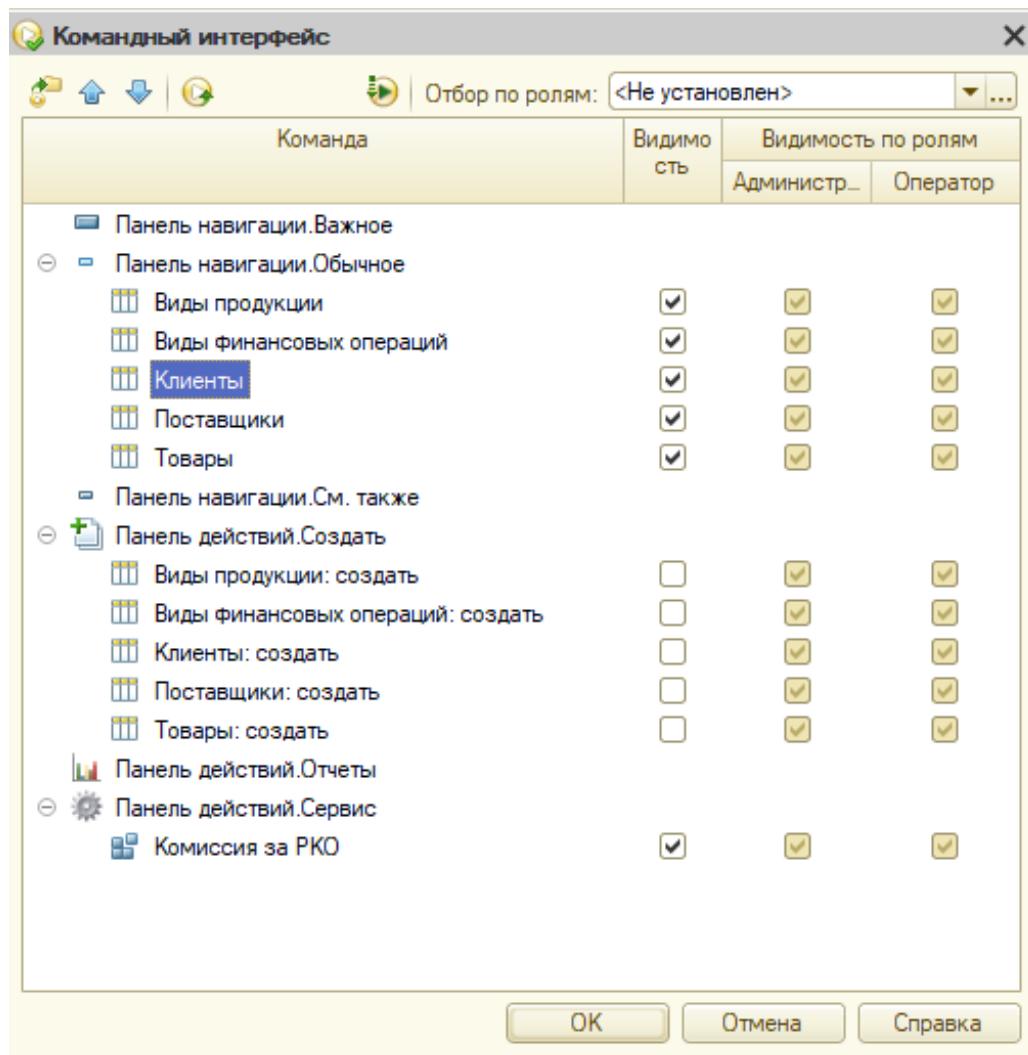 Командный интерфейс
Отбор по ролям: <Не установлен>
Команда
Видимо
сть
Видимость по ролям
Администр...
Оператор
Панель навигации.Важное
Панель навигации.Обычное
Виды продукции
Виды финансовых операций
Клиенты
Поставщики
Товары
Панель навигации.См. также
Панель действий.Создать
Виды продукции: создать
Виды финансовых операций: создать
Клиенты: создать
Поставщики: создать
Товары: создать
Панель действий.Отчеты
Панель действий.Сервис
Комиссия за РКО
OK
Отмена
Справка